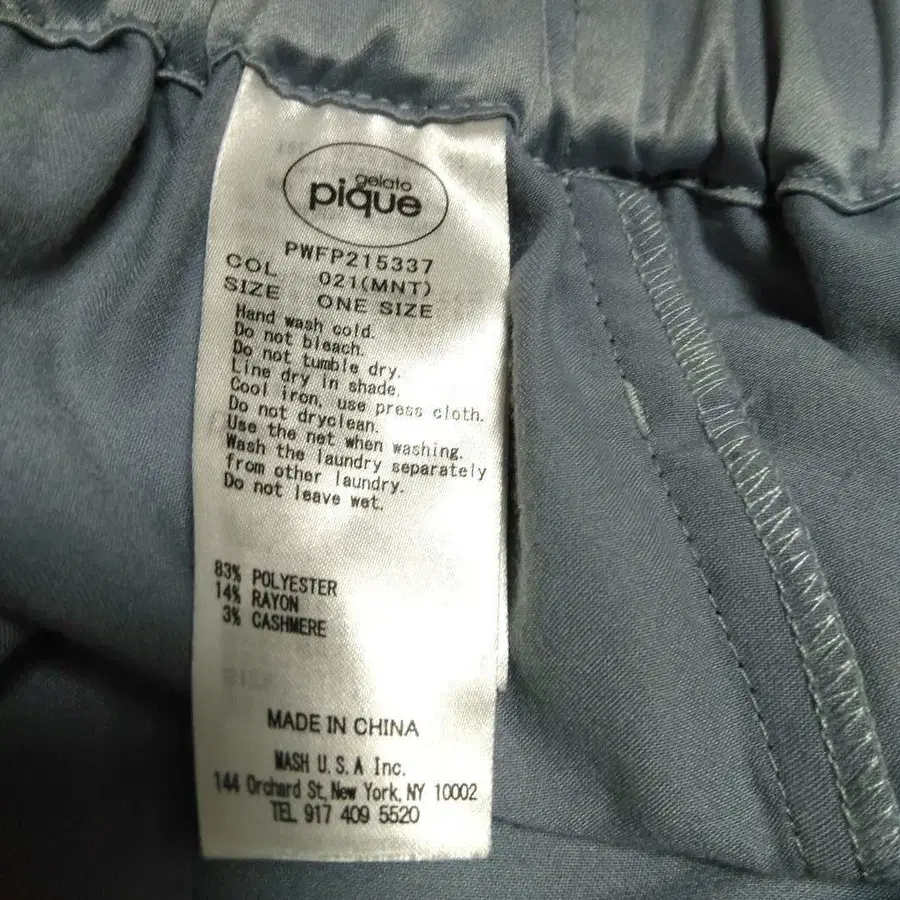 gelato
pique
PWFP215337
COL 021(MNT)
SIZE ONE SIZE
Hand wash cold.
Do not bleach.
Do not tumble dry.
Line dry in shade.
Cool iron, use press cloth.
Do not dryclean.
Use the net when washing.
Wash the laundry separately
from other laundry.
Do not leave wet.
83% POLYESTER
14% RAYON
3% CASHMERE
MADE IN CHINA
MASH U.S.A Inc.
144 Orchard St, New York, NY 10002
TEL 917 409 5520